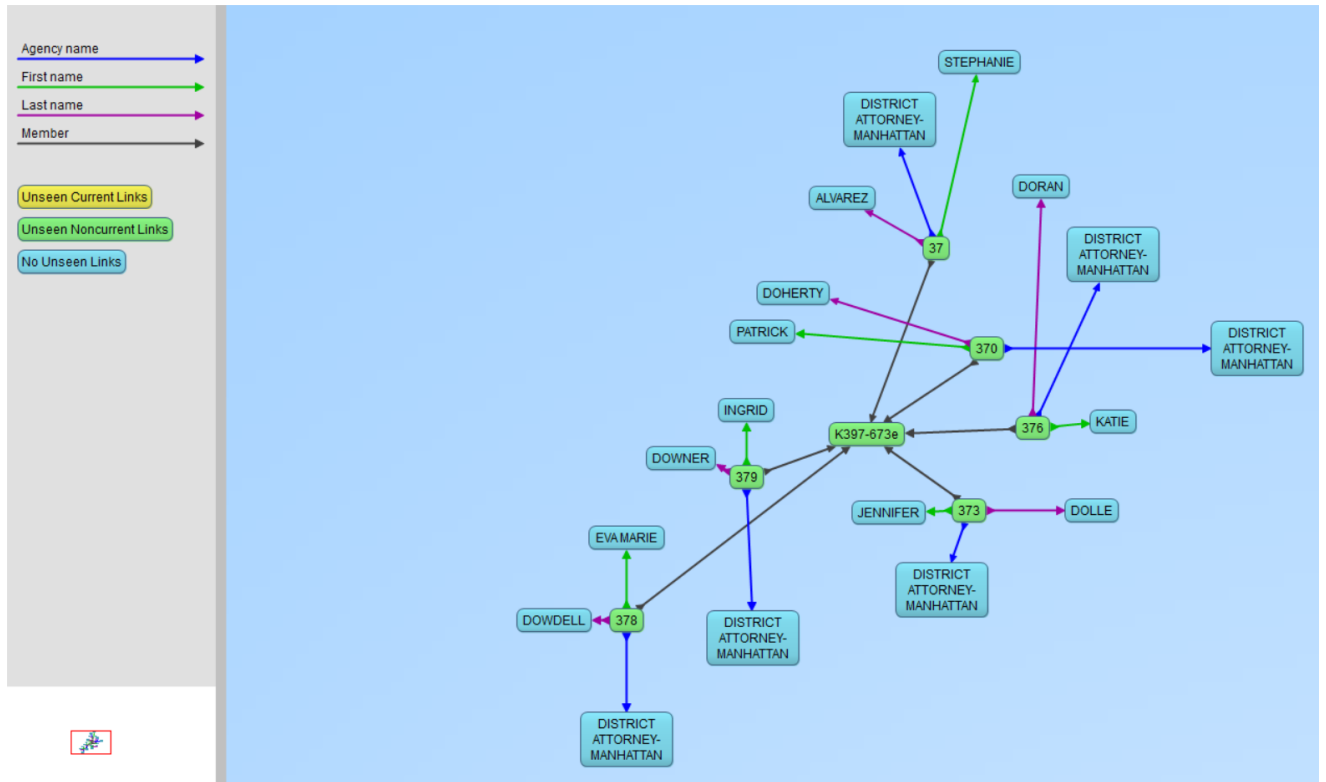 Agency name
First name
Last name
Member
Unseen Current Links
Unseen Noncurrent Links
No Unseen Links
STEPHANIE
DISTRICT
ATTORNEY-
MANHATTAN
ALVAREZ
37
DORAN
DISTRICT
ATTORNEY-
MANHATTAN
DOHERTY
PATRICK
370
DISTRICT
ATTORNEY-
MANHATTAN
INGRID
K397-673e
376
KATIE
DOWNER
379
JENNIFER
373
DOLLE
EVAMARIE
DISTRICT
ATTORNEY-
MANHATTAN
DOWDELL
378
DISTRICT
ATTORNEY-
MANHATTAN
DISTRICT
ATTORNEY-
MANHATTAN